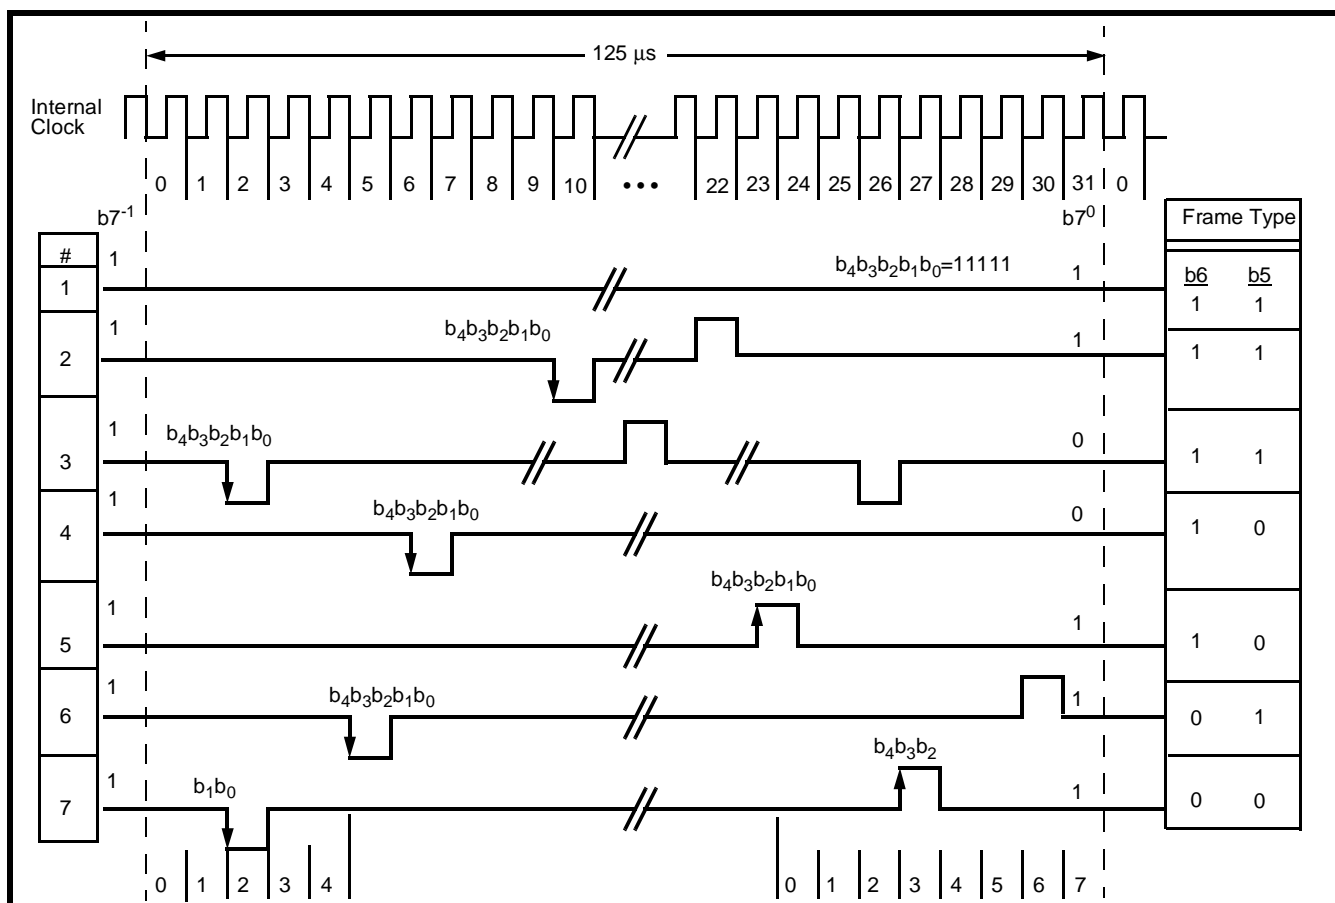 125 μs
Internal
Clock
0 1 2 3 4 5 6 7 8 9 10 ••• 22 23 24 25 26 27 28 29 30 31 0
b7⁻¹ b7⁰ Frame Type
# 1 b₄b₃b₂b₁b₀=11111 1 b6 b5
1 1 1
1 b₄b₃b₂b₁b₀ 1
2 1 1
1 b₄b₃b₂b₁b₀ 0
3 1 1
1 b₄b₃b₂b₁b₀ 0
4 1 0
1 b₄b₃b₂b₁b₀ 1
5 1 0
1 b₄b₃b₂b₁b₀ 1
6 0 1
1 b₁b₀ b₄b₃b₂ 1
7 0 0
0 1 2 3 4 0 1 2 3 4 5 6 7